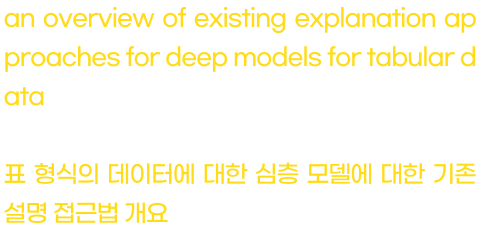 an overview of existing explanation ap
proaches for deep models for tabular d
ata
표 형식의 데이터에 대한 심층 모델에 대한 기존
설명 접근법 개요